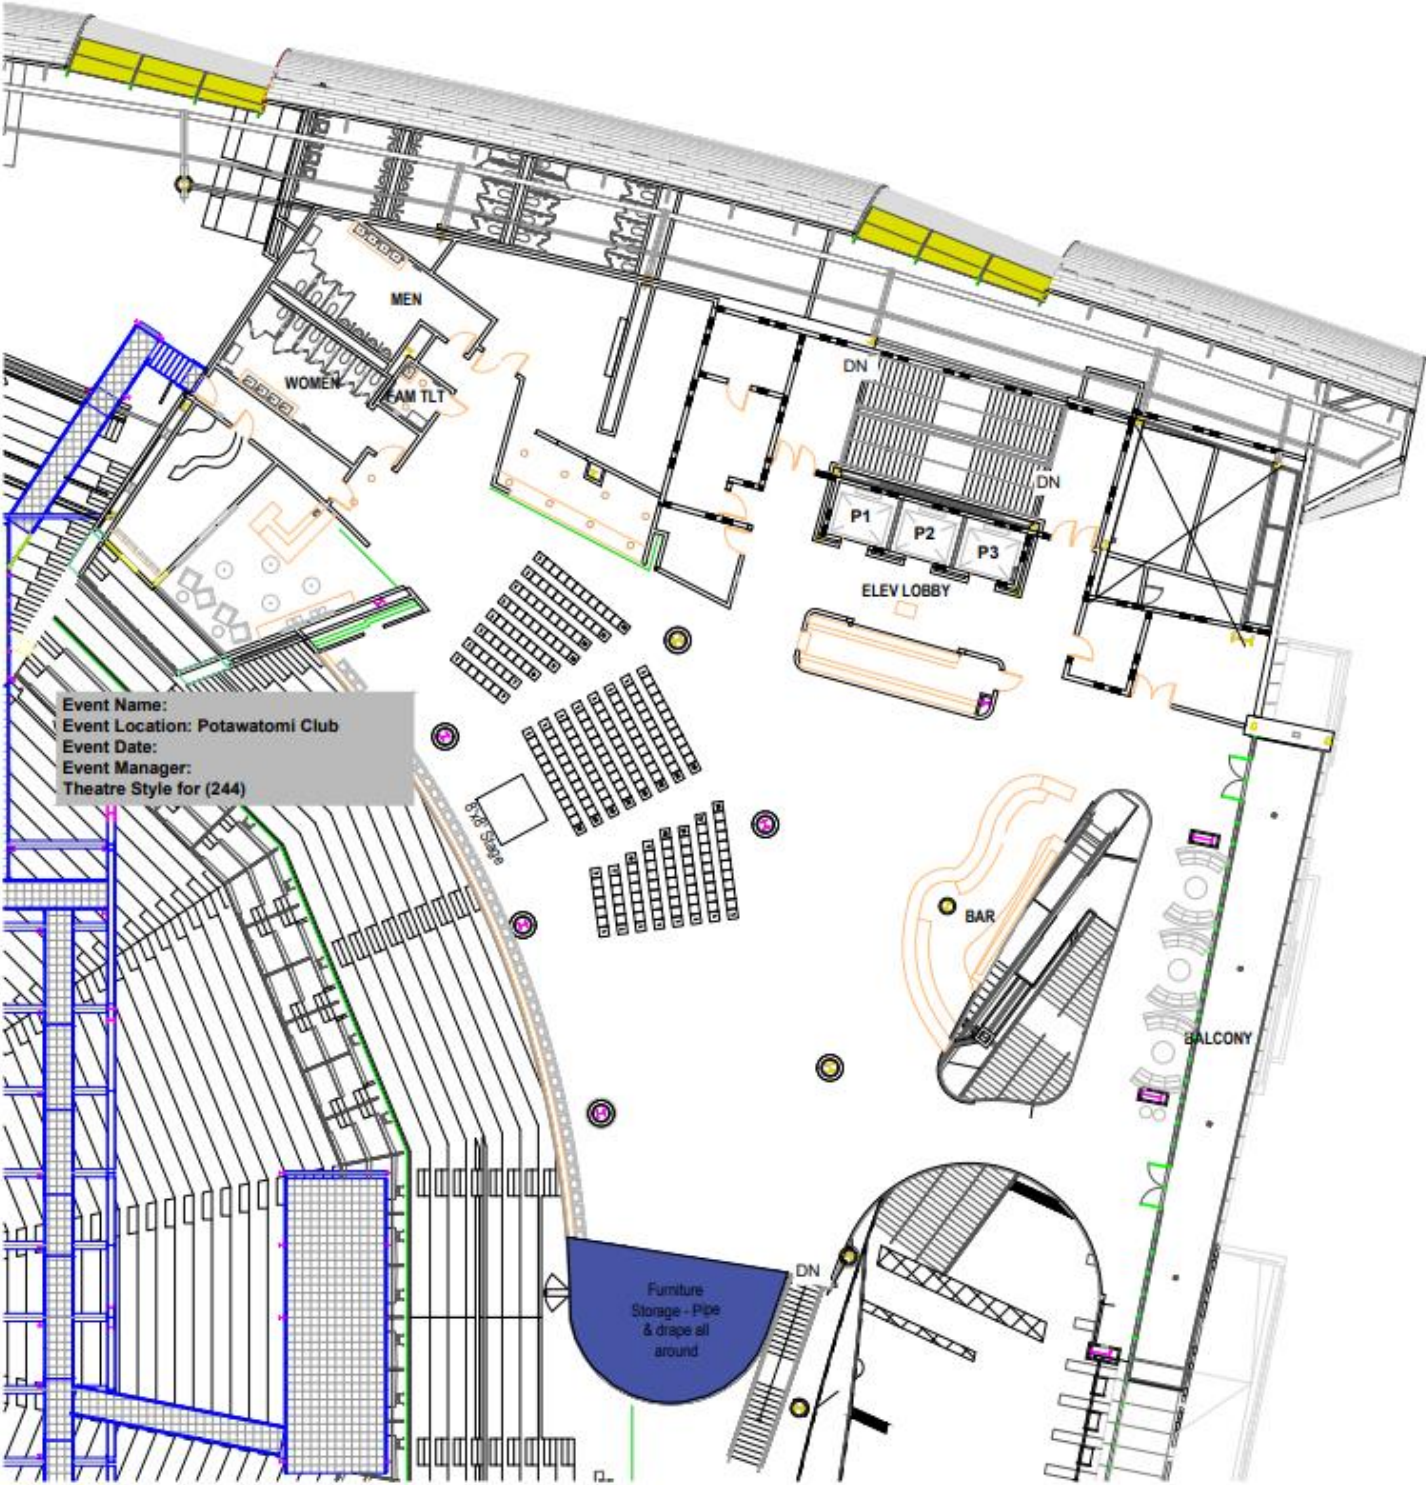 MEN
WOMEN
FAM TLT
DN
DN
P1
P2
P3
ELEV LOBBY
Event Name:
Event Location: Potawatomi Club
Event Date:
Event Manager:
Theatre Style for (244)
8'x8' Stage
BAR
BALCONY
DN
Furniture
Storage - Pipe
& drape all
around